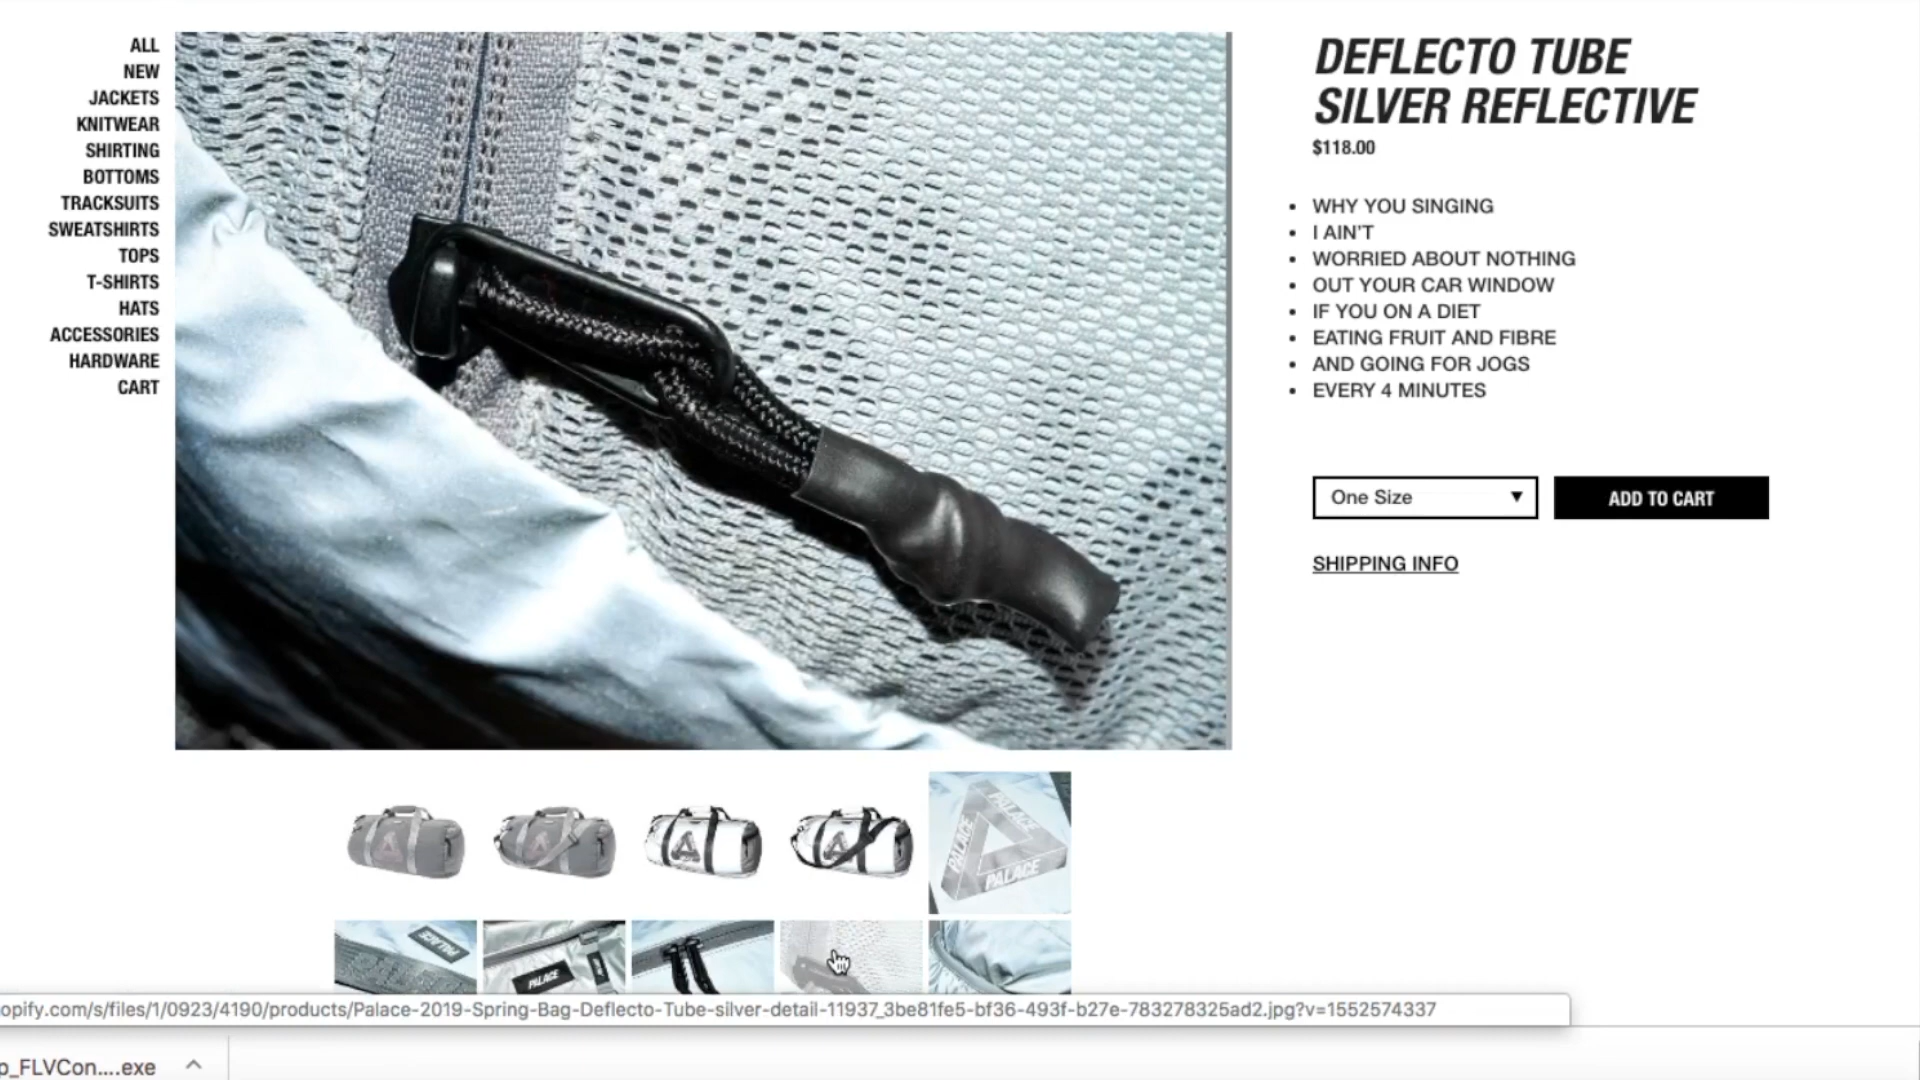 ALL
NEW
JACKETS
KNITWEAR
SHIRTING
BOTTOMS
TRACKSUITS
SWEATSHIRTS
TOPS
T-SHIRTS
HATS
ACCESSORIES
HARDWARE
CART
DEFLECTO TUBE
SILVER REFLECTIVE
$118.00
• WHY YOU SINGING
• I AIN'T
• WORRIED ABOUT NOTHING
• OUT YOUR CAR WINDOW
• IF YOU ON A DIET
• EATING FRUIT AND FIBRE
• AND GOING FOR JOGS
• EVERY 4 MINUTES
One Size ▼
ADD TO CART
SHIPPING INFO
PALACE
PALACE
PALACE
PALACE
PALACE
opify.com/s/files/1/0923/4190/products/Palace-2019-Spring-Bag-Deflecto-Tube-silver-detail-11937_3be81fe5-bf36-493f-b27e-783278325ad2.jpg?v=1552574337
p_FLVCon....exe